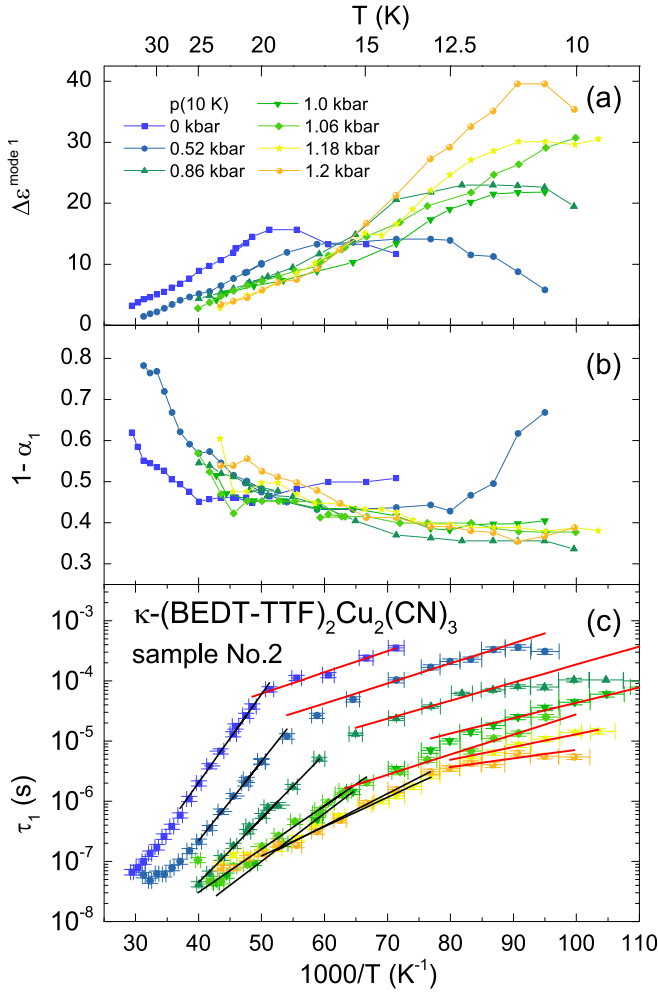 T (K)
30 25 20 15 12.5 10
40
30
20
10
0
Δε^mode 1
(a)
p(10 K)
0 kbar
0.52 kbar
0.86 kbar
1.0 kbar
1.06 kbar
1.18 kbar
1.2 kbar
0.8
0.7
0.6
0.5
0.4
0.3
1- α₁
(b)
10⁻³
10⁻⁴
10⁻⁵
10⁻⁶
10⁻⁷
10⁻⁸
τ₁ (s)
κ-(BEDT-TTF)₂Cu₂(CN)₃
(c)
sample No.2
30 40 50 60 70 80 90 100 110
1000/T (K⁻¹)